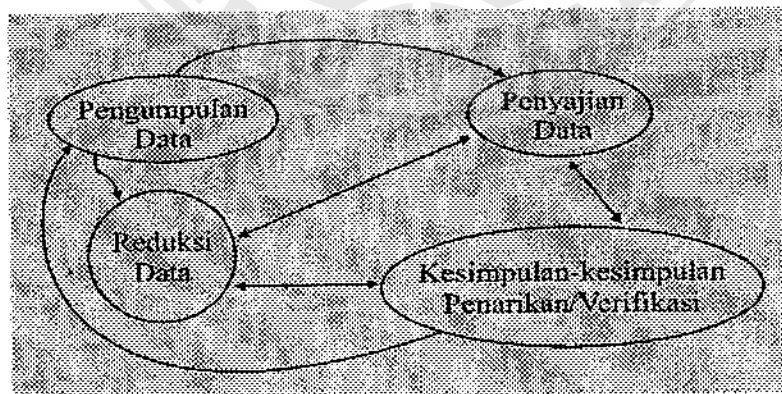 Pengumpulan
Data
Penyajian
Data
Reduksi
Data
Kesimpulan-kesimpulan
Penarikan/Verifikasi